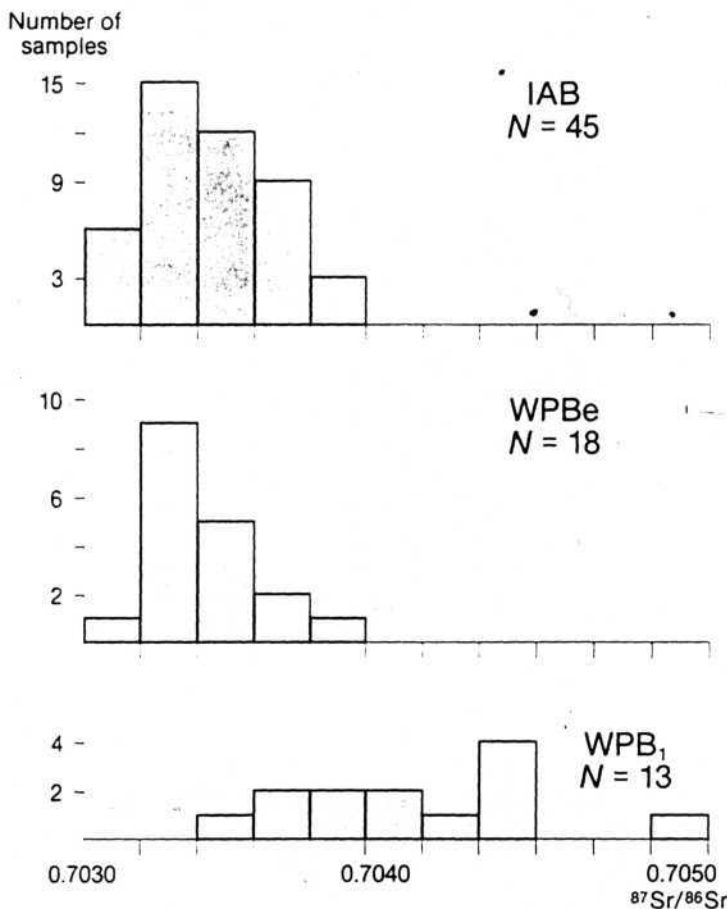 Number of
samples
15
9
3
IAB
N = 45
10
6
2
WPBe
N = 18
4
2
WPB₁
N = 13
0.7030
0.7040
0.7050
⁸⁷Sr/⁸⁶Sr